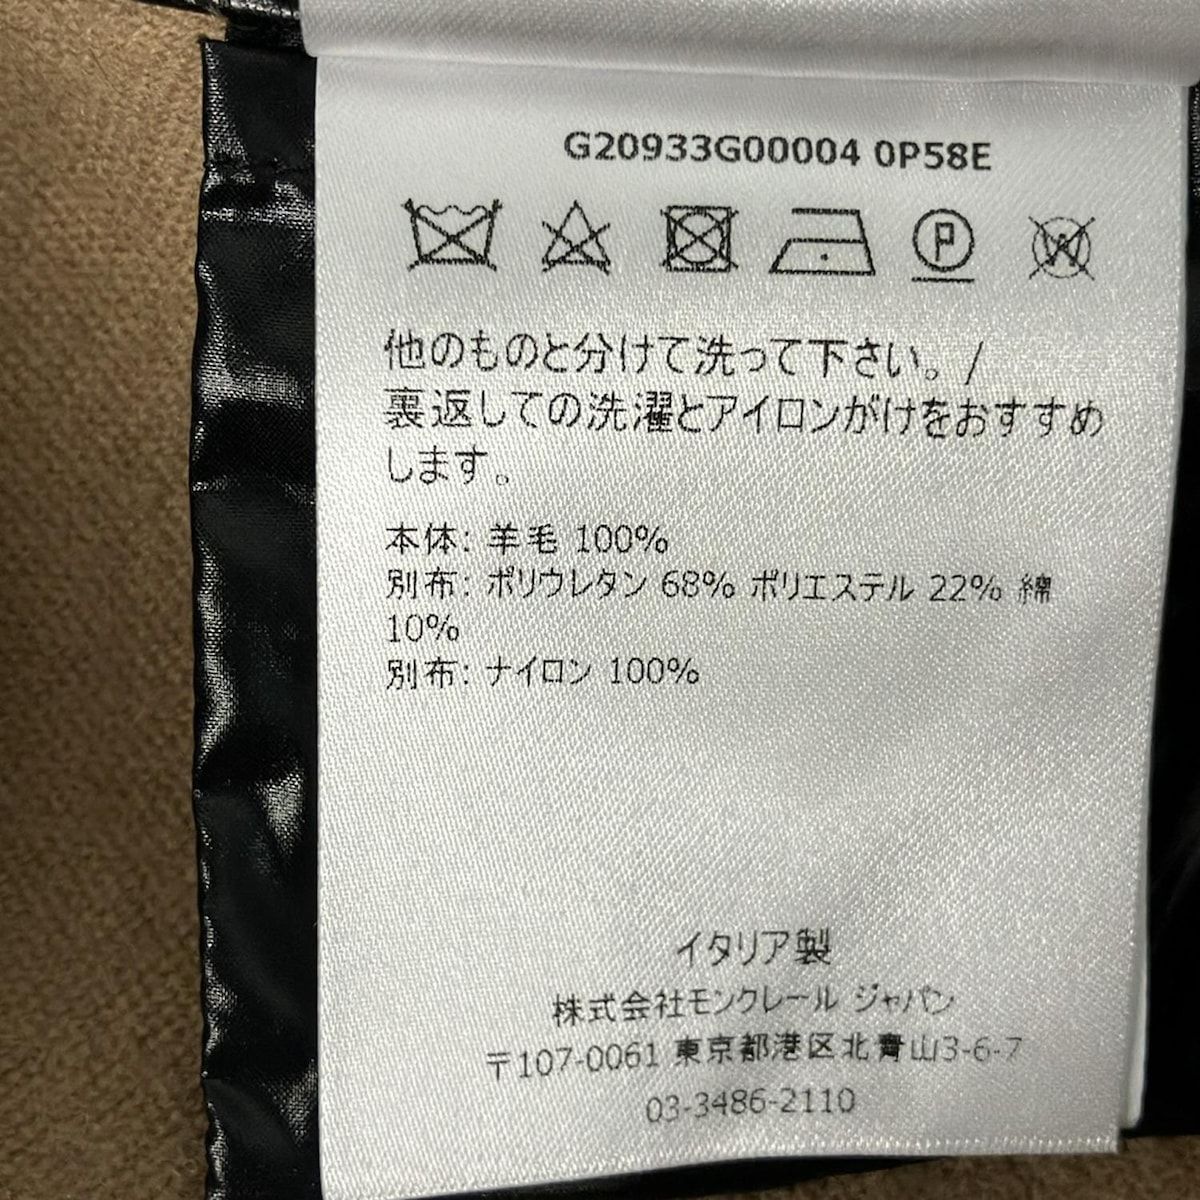 G20933G00004 0P58E
P
W
他のものと分けて洗って下さい。/
裏返しての洗濯とアイロンがけをおすすめ
します。
本体: 羊毛 100%
別布: ポリウレタン 68% ポリエステル 22% 綿
10%
別布: ナイロン 100%
イタリア製
株式会社モンクレール ジャパン
〒107-0061 東京都港区北青山3-6-7
03-3486-2110